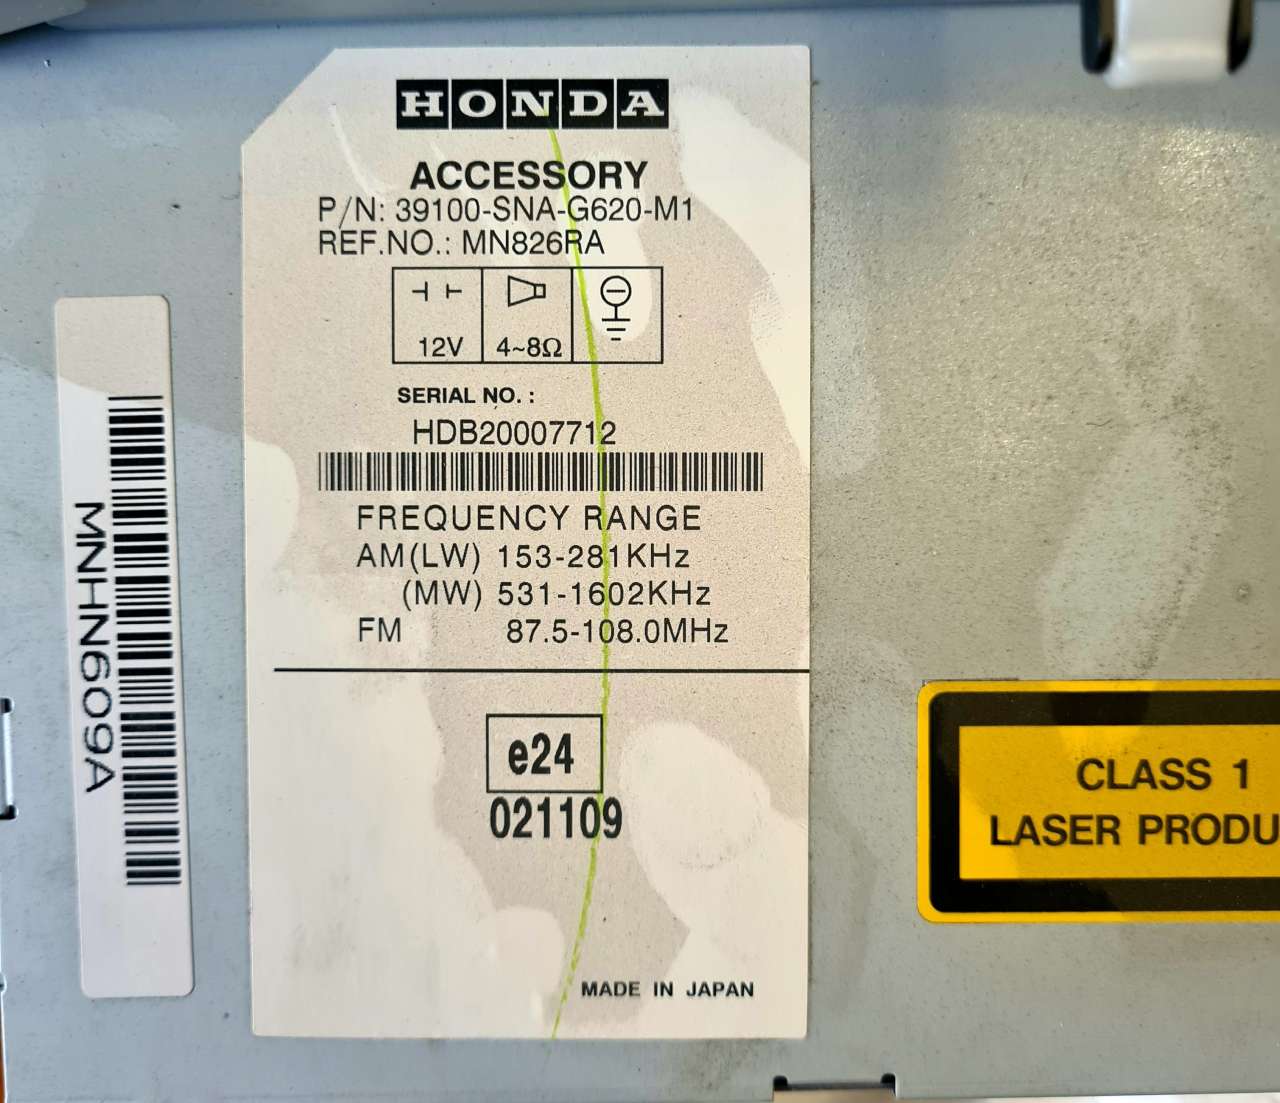 HONDA
ACCESSORY
P/N: 39100-SNA-G620-M1
REF.NO.: MN826RA
12V
4~8Ω
SERIAL NO. :
HDB20007712
FREQUENCY RANGE
AM(LW) 153-281KHz
(MW) 531-1602KHz
FM 87.5-108.0MHz
e24
021109
MADE IN JAPAN
MNHN609A
CLASS 1
LASER PRODU